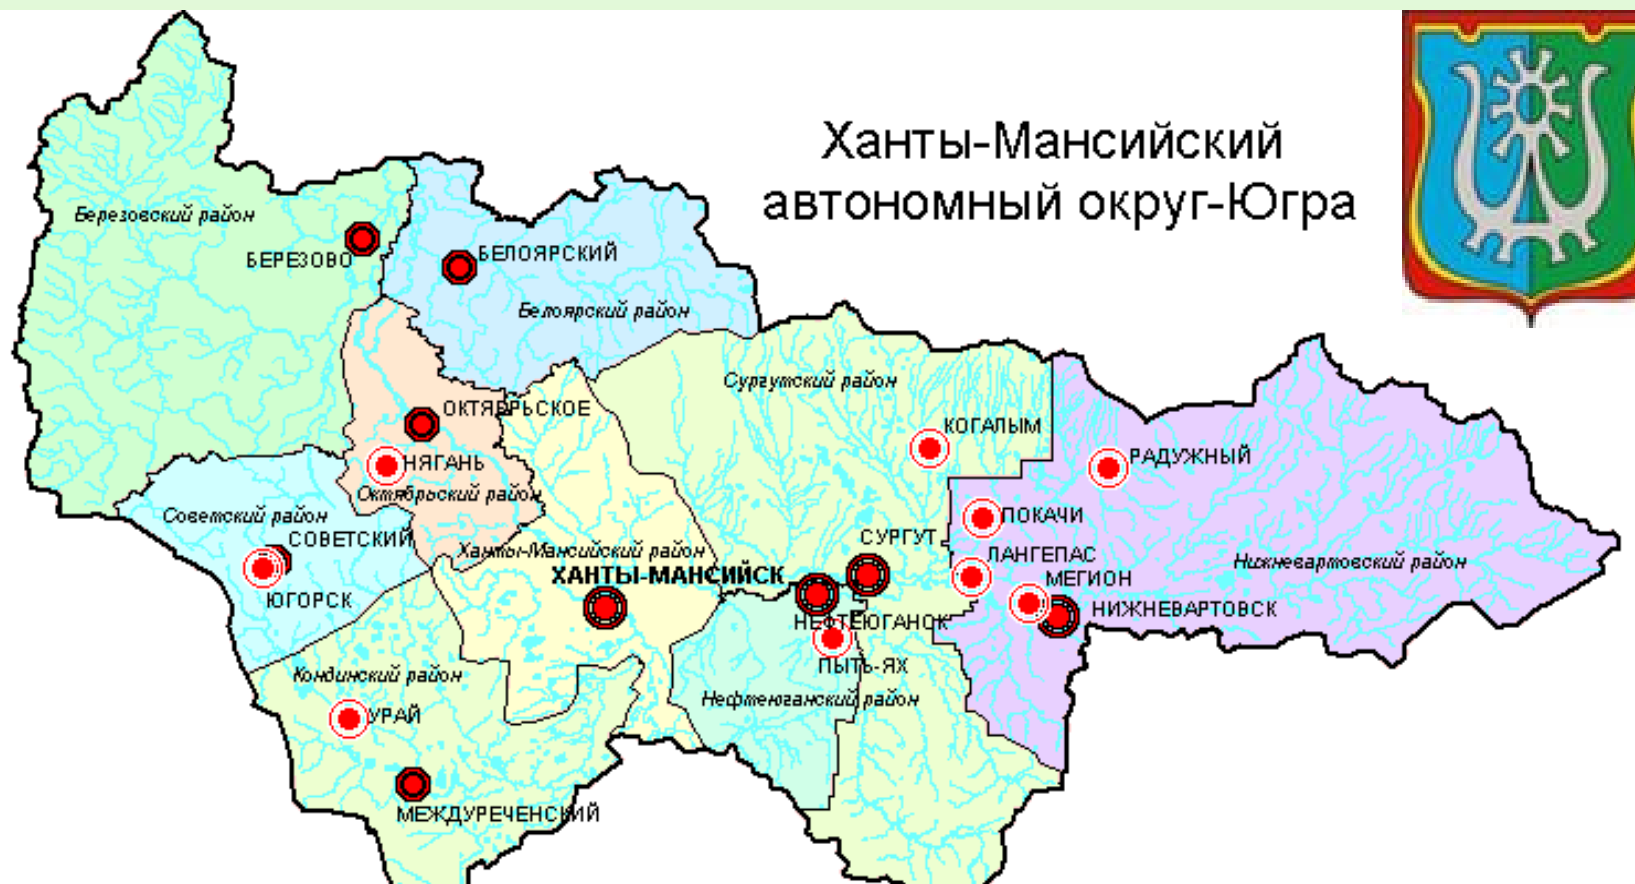 Ханты-Мансийский
автономный округ-Югра
Березовский район
БЕРЕЗОВО
БЕЛОЯРСКИЙ
Белоярский район
Сургутский район
ОКТЯБРЬСКОЕ
КОГАЛЫМ
НЯГАНЬ
РАДУЖНЫЙ
Октябрьский район
Советский район
ПОКАЧИ
СОВЕТСКИЙ
СУРГУТ
Ханты-Мансийский район
ЛАНГЕПАС
Нижневартовский район
ХАНТЫ-МАНСИЙСК
МЕГИОН
ЮГОРСК
НИЖНЕВАРТОВСК
НЕФТЕЮГАНСК
ПЫТЬ-ЯХ
Кондинский район
Нефтеюганский район
УРАЙ
МЕЖДУРЕЧЕНСКИЙ